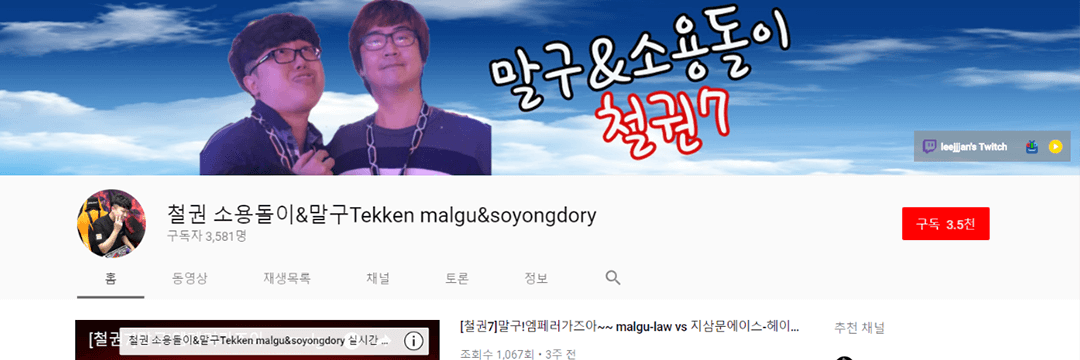 말구&소용돌이
철권7
leejjjan's Twitch
철권 소용돌이&말구Tekken malgu&soyongdory
구독자 3,581명
구독 3.5천
홈 동영상 재생목록 채널 토론 정보
[철권
철권 소용돌이&말구Tekken malgu&soyongdory 실시간 ...
[철권7]말구!엠페러가즈아~~ malgu-law vs 지삼문에이스-헤이...
조회수 1,067회 • 3주 전
추천 채널